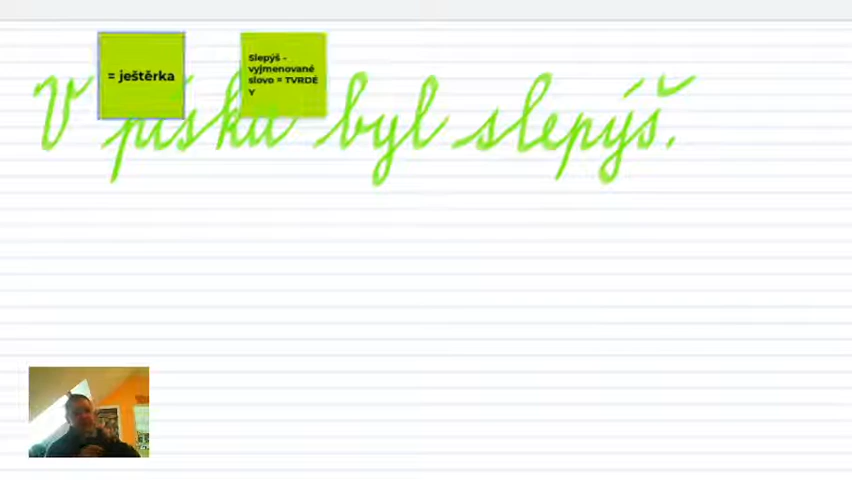 = ještěrka
Slepýš -
vyjmenované
slovo = TVRDÉ
Y
V písku byl slepýš.